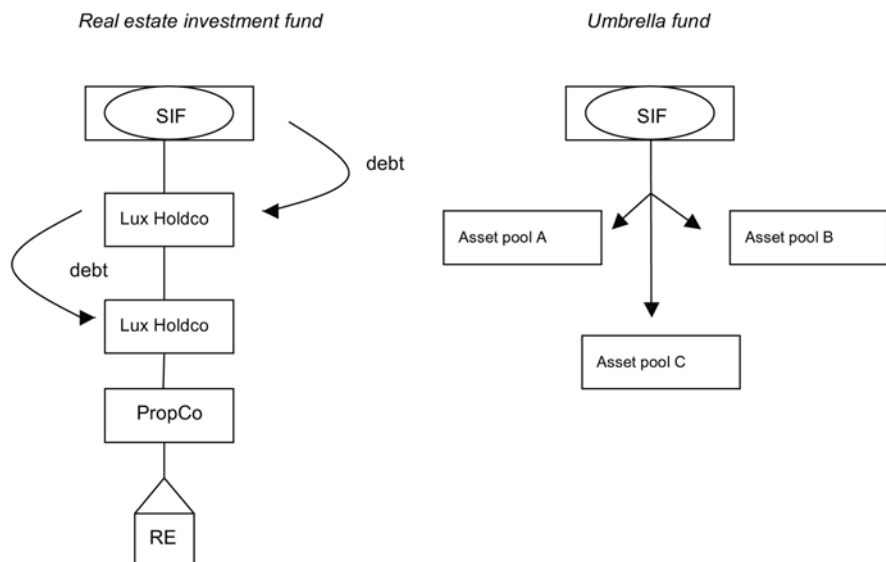 Real estate investment fund
SIF
debt
Lux Holdco
debt
Lux Holdco
PropCo
RE
Umbrella fund
SIF
Asset pool A
Asset pool B
Asset pool C